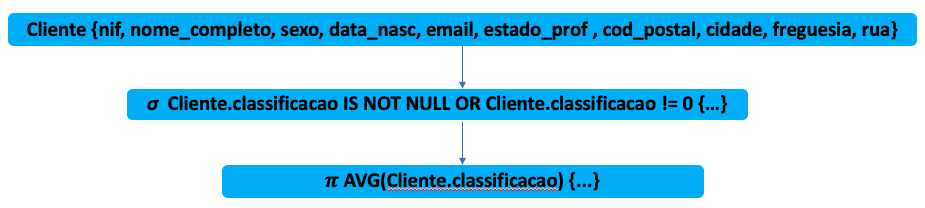 Cliente {nif, nome_completo, sexo, data_nasc, email, estado_prof , cod_postal, cidade, freguesia, rua}
σ Cliente.classificacao IS NOT NULL OR Cliente.classificacao != 0 {...}
π AVG(Cliente.classificacao) {...}